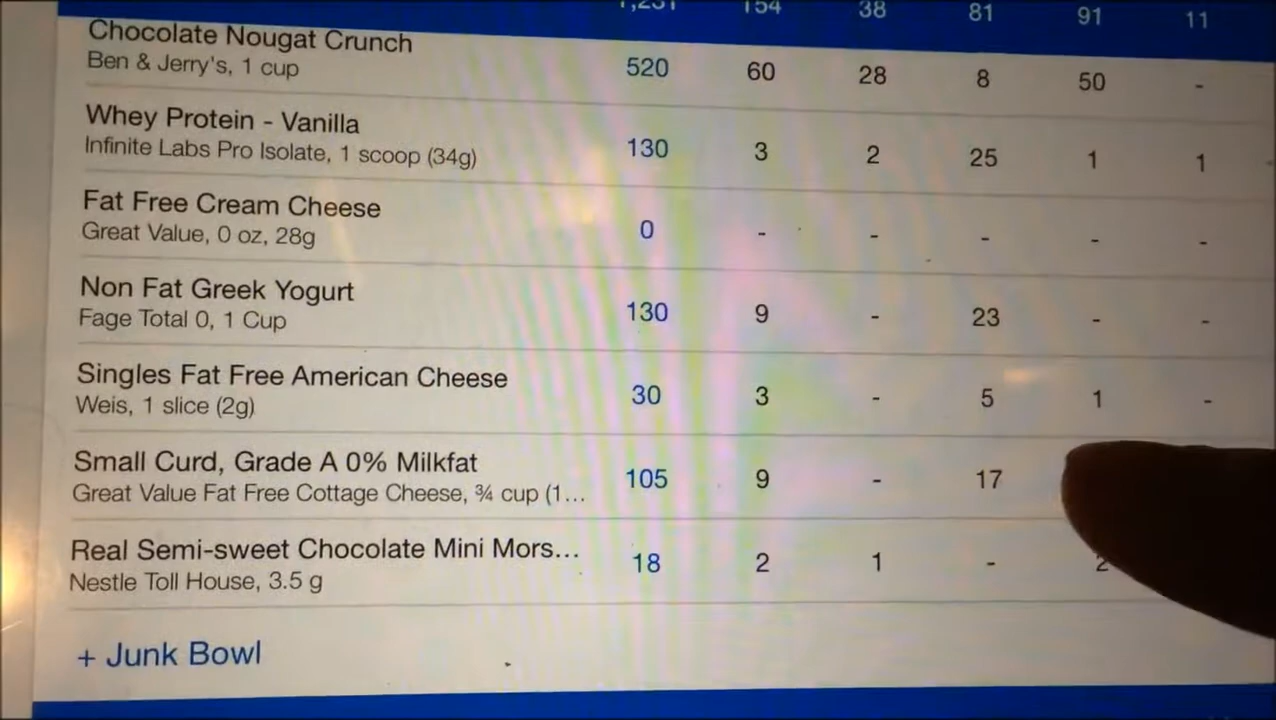 1,231 154 38 81 91 11
Chocolate Nougat Crunch
Ben & Jerry's, 1 cup
520 60 28 8 50 -
Whey Protein - Vanilla
Infinite Labs Pro Isolate, 1 scoop (34g)
130 3 2 25 1 1
Fat Free Cream Cheese
Great Value, 0 oz, 28g
0 - - - - -
Non Fat Greek Yogurt
Fage Total 0, 1 Cup
130 9 - 23 - -
Singles Fat Free American Cheese
Weis, 1 slice (2g)
30 3 - 5 1 -
Small Curd, Grade A 0% Milkfat
Great Value Fat Free Cottage Cheese, ¾ cup (1...
105 9 - 17
Real Semi-sweet Chocolate Mini Mors...
Nestle Toll House, 3.5 g
18 2 1 - 2
+ Junk Bowl